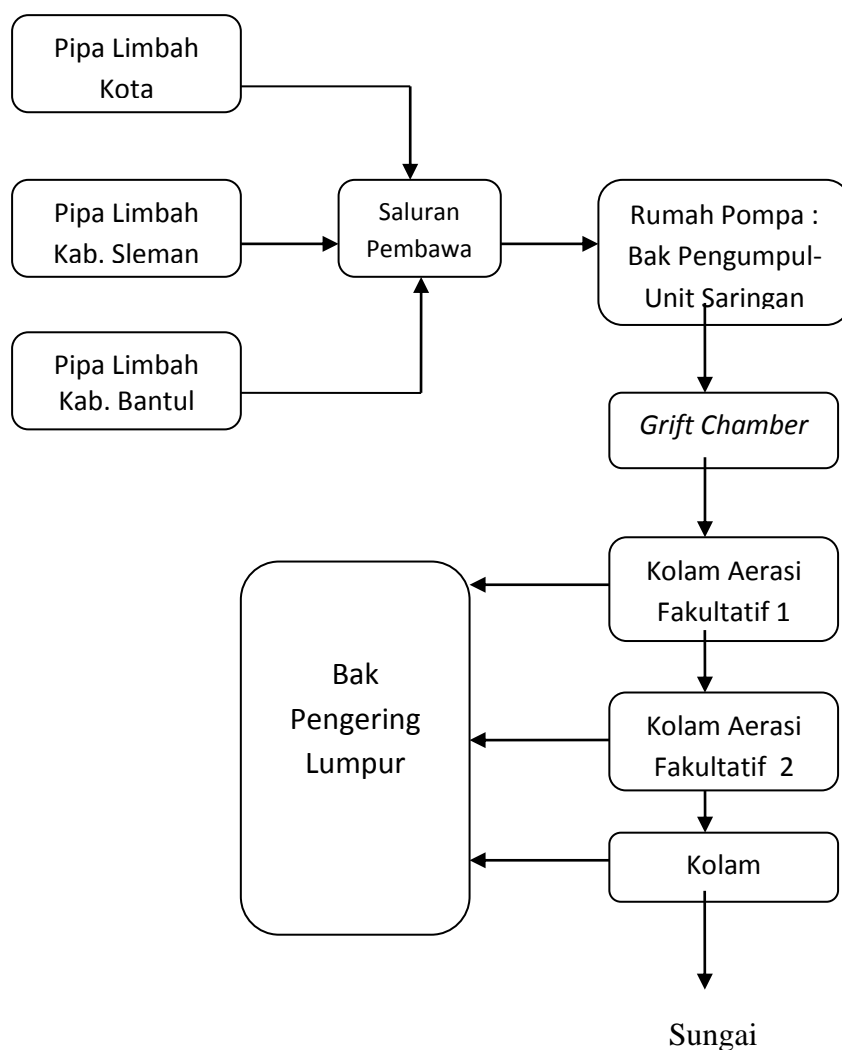 Pipa Limbah
Kota
Pipa Limbah
Kab. Sleman
Pipa Limbah
Kab. Bantul
Saluran
Pembawa
Rumah Pompa :
Bak Pengumpul-
Unit Saringan
Grift Chamber
Kolam Aerasi
Fakultatif 1
Kolam Aerasi
Fakultatif  2
Kolam
Bak
Pengering
Lumpur
Sungai